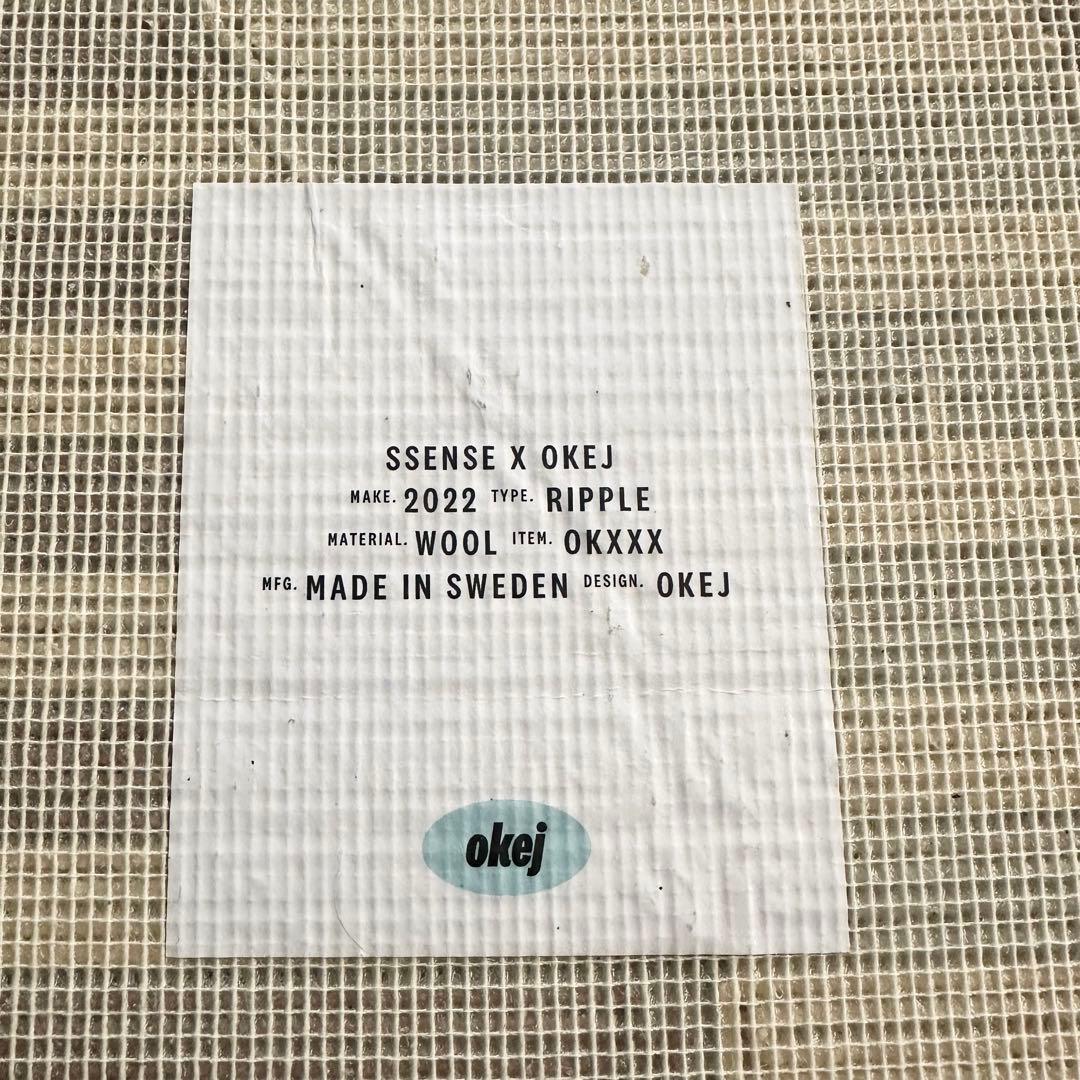 SSENSE X OKEJ
MAKE. 2022 TYPE. RIPPLE
MATERIAL. WOOL ITEM. OKXXX
MFG. MADE IN SWEDEN DESIGN. OKEJ
okej